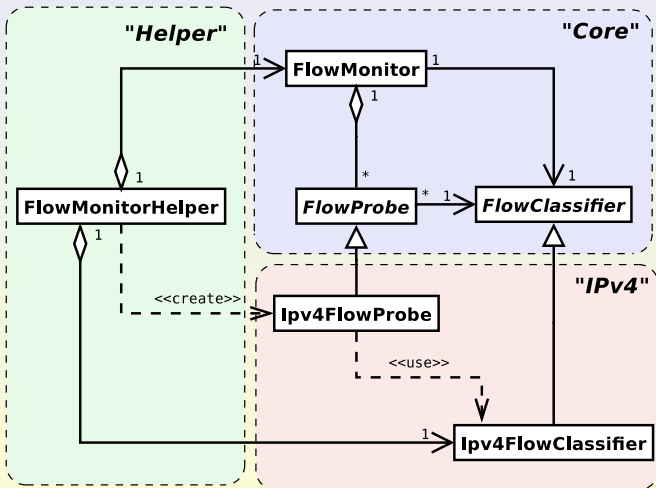 "Helper"
"Core"
1
FlowMonitor
1
1
1
*
1
FlowMonitorHelper
1
FlowProbe
* 1
FlowClassifier
"IPv4"
<<create>>
Ipv4FlowProbe
<<use>>
1
Ipv4FlowClassifier